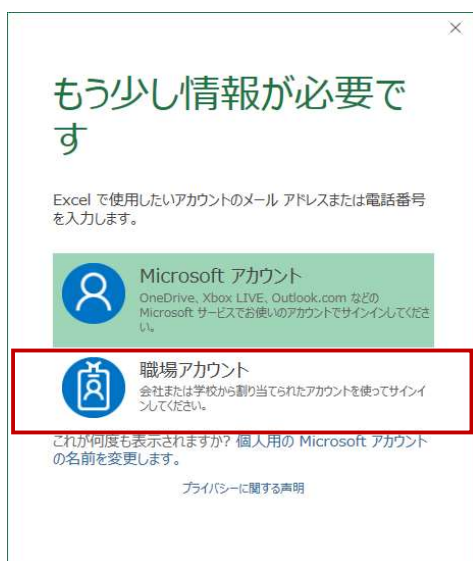 もう少し情報が必要で
す
Excel で使用したいアカウントのメール アドレスまたは電話番号
を入力します。
Microsoft アカウント
OneDrive、Xbox LIVE、Outlook.com などの
Microsoft サービスでお使いのアカウントでサインインしてくださ
い。
職場アカウント
会社または学校から割り当てられたアカウントを使ってサインイ
ンしてください。
これが何度も表示されますか? 個人用の Microsoft アカウント
の名前を変更します。
プライバシーに関する声明